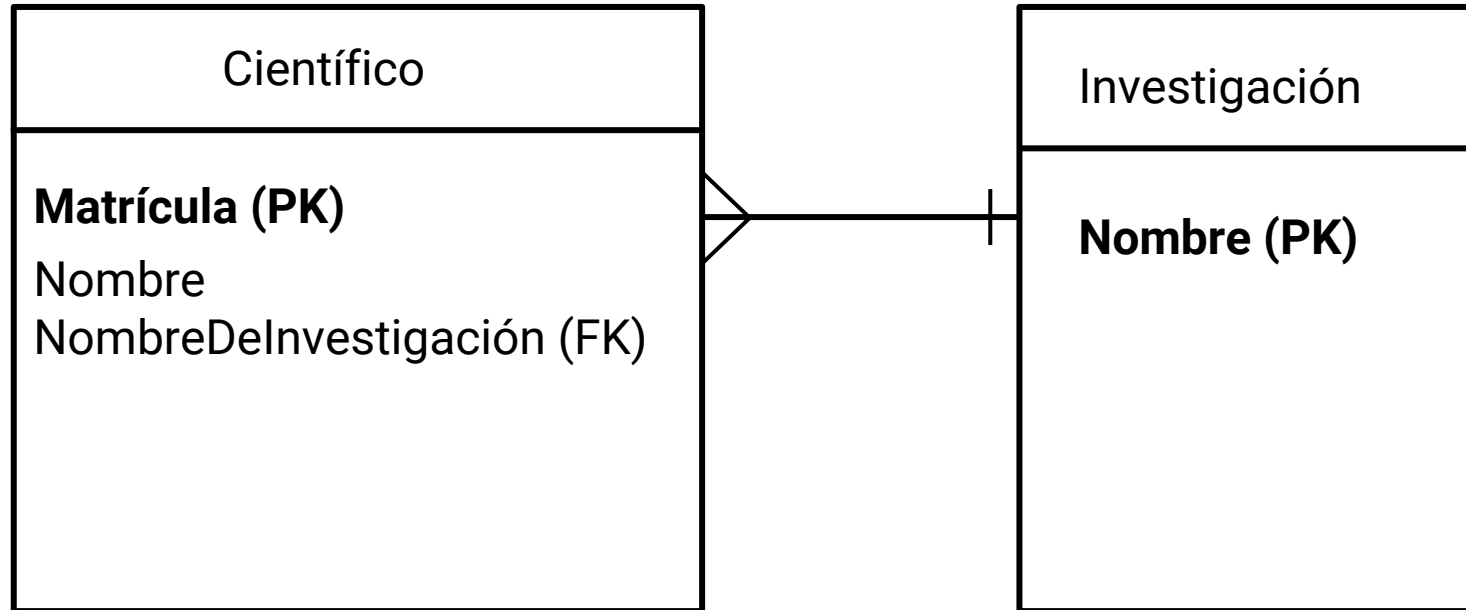 Científico
Matrícula (PK)
Nombre
NombreDeInvestigación (FK)
Investigación
Nombre (PK)